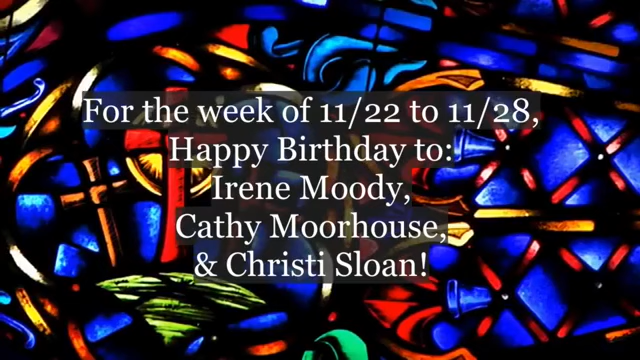 For the week of 11/22 to 11/28,
Happy Birthday to:
Irene Moody,
Cathy Moorhouse,
& Christi Sloan!